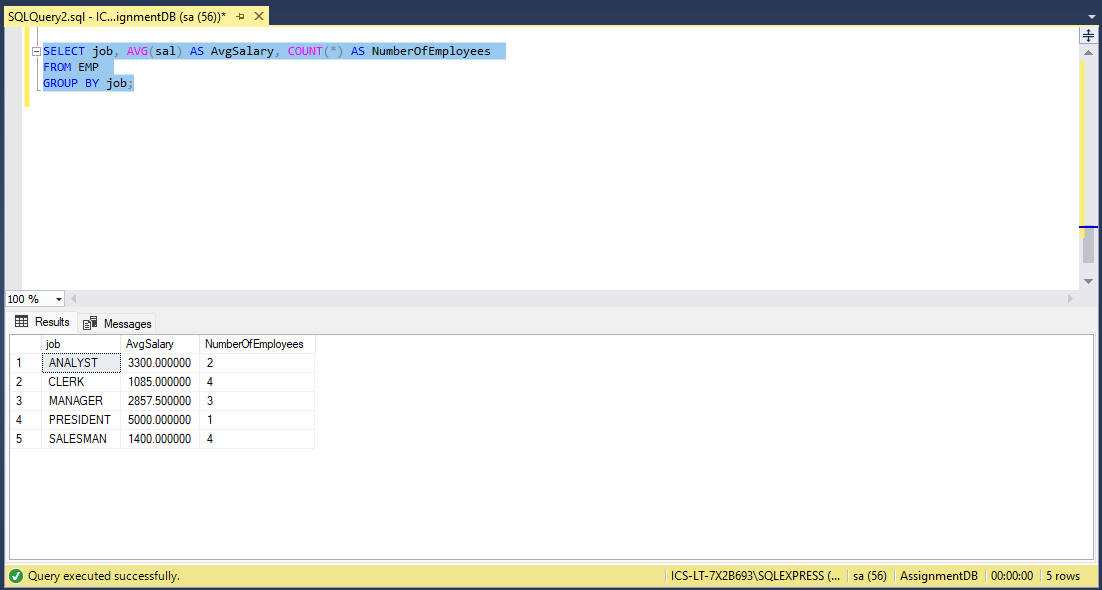 SQLQuery2.sql - IC...ignmentDB (sa (56))*
SELECT job, AVG(sal) AS AvgSalary, COUNT(*) AS NumberOfEmployees
FROM EMP
GROUP BY job;
100 %
Results Messages
job AvgSalary NumberOfEmployees
1 ANALYST 3300.000000 2
2 CLERK 1085.000000 4
3 MANAGER 2857.500000 3
4 PRESIDENT 5000.000000 1
5 SALESMAN 1400.000000 4
Query executed successfully. ICS-LT-7X2B693\SQLEXPRESS (... sa (56) AssignmentDB 00:00:00 5 rows